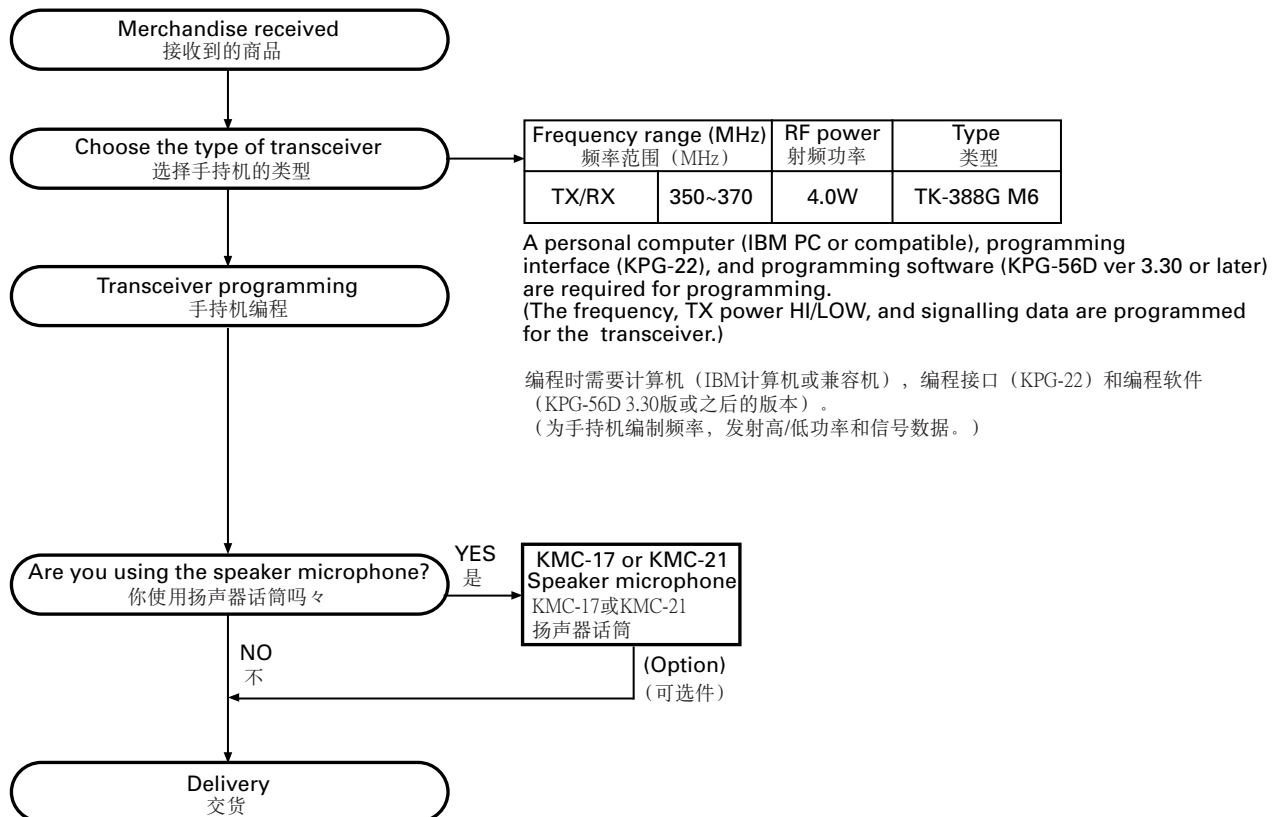 Merchandise received
接收到的商品
Choose the type of transceiver
选择手持机的类型
Frequency range (MHz) RF power Type
频率范围（MHz） 射频功率 类型
TX/RX 350~370 4.0W TK-388G M6
Transceiver programming
手持机编程
A personal computer (IBM PC or compatible), programming
interface (KPG-22), and programming software (KPG-56D ver 3.30 or later)
are required for programming.
(The frequency, TX power HI/LOW, and signalling data are programmed
for the transceiver.)
编程时需要计算机（IBM计算机或兼容机），编程接口（KPG-22）和编程软件
（KPG-56D 3.30版或之后的版本）。
（为手持机编制频率，发射高/低功率和信号数据。）
Are you using the speaker microphone?
你使用扬声器话筒吗々
YES
是
KMC-17 or KMC-21
Speaker microphone
KMC-17或KMC-21
扬声器话筒
NO
不
(Option)
（可选件）
Delivery
交货